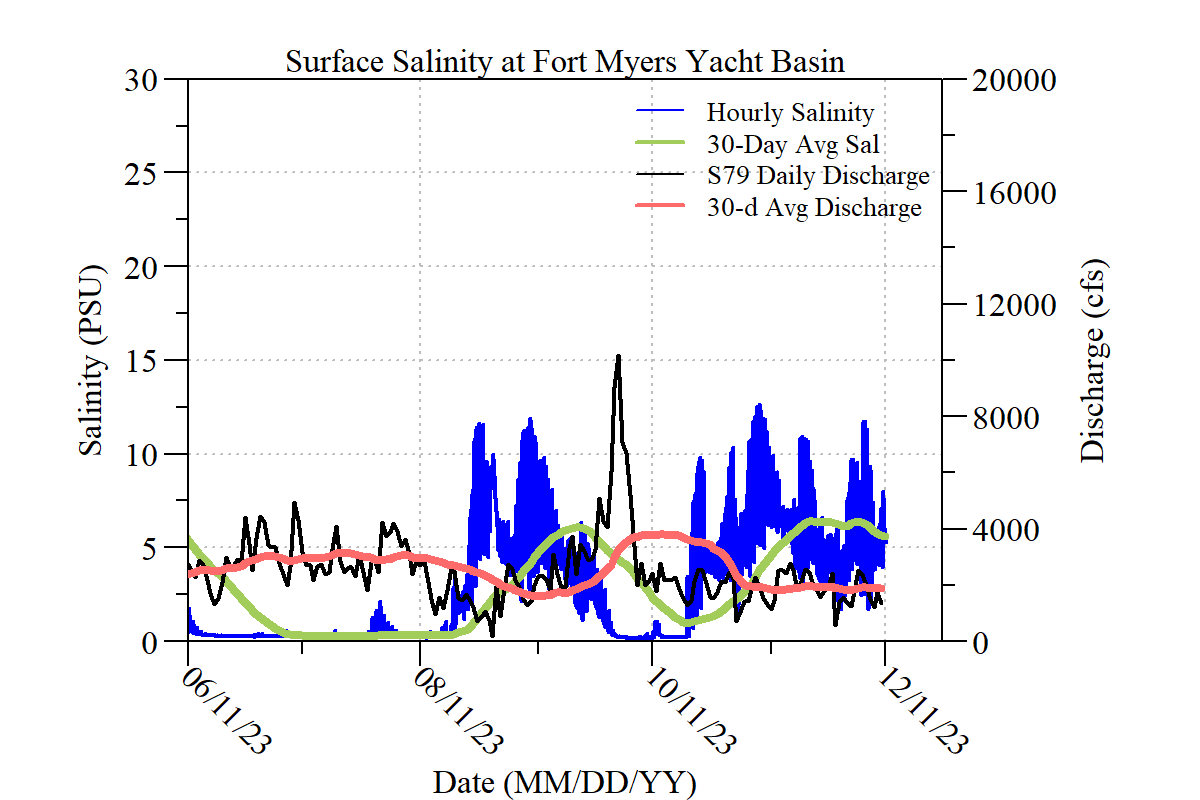 Surface Salinity at Fort Myers Yacht Basin
30
25
20
15
10
5
0
Salinity (PSU)
Hourly Salinity
30-Day Avg Sal
S79 Daily Discharge
30-d Avg Discharge
20000
16000
12000
8000
4000
0
Discharge (cfs)
06/11/23
08/11/23
10/11/23
12/11/23
Date (MM/DD/YY)